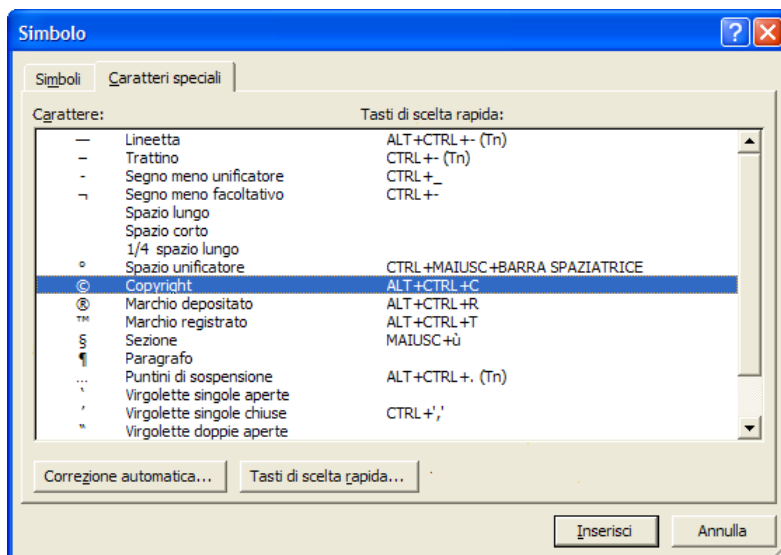 Simbolo
Simboli Caratteri speciali
Carattere: Tasti di scelta rapida:
— Lineetta ALT+CTRL+- (Tn)
– Trattino CTRL+- (Tn)
- Segno meno unificatore CTRL+_
¬ Segno meno facoltativo CTRL+-
Spazio lungo
Spazio corto
1/4 spazio lungo
° Spazio unificatore CTRL+MAIUSC+BARRA SPAZIATRICE
© Copyright ALT+CTRL+C
® Marchio depositato ALT+CTRL+R
™ Marchio registrato ALT+CTRL+T
§ Sezione MAIUSC+ù
¶ Paragrafo
… Puntini di sospensione ALT+CTRL+. (Tn)
‛ Virgolette singole aperte
’ Virgolette singole chiuse CTRL+','
‟ Virgolette doppie aperte
Correzione automatica... Tasti di scelta rapida...
Inserisci Annulla